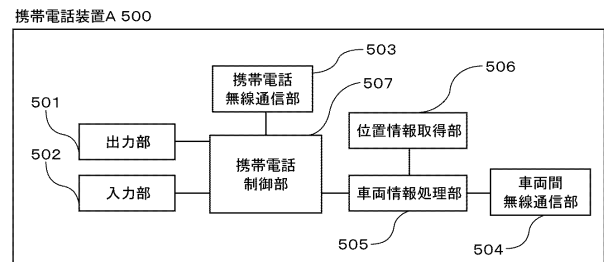 携帯電話装置A 500
503
携帯電話
無線通信部
507
506
501
出力部
位置情報取得部
502
携帯電話
制御部
入力部
車両情報処理部
車両間
無線通信部
505
504